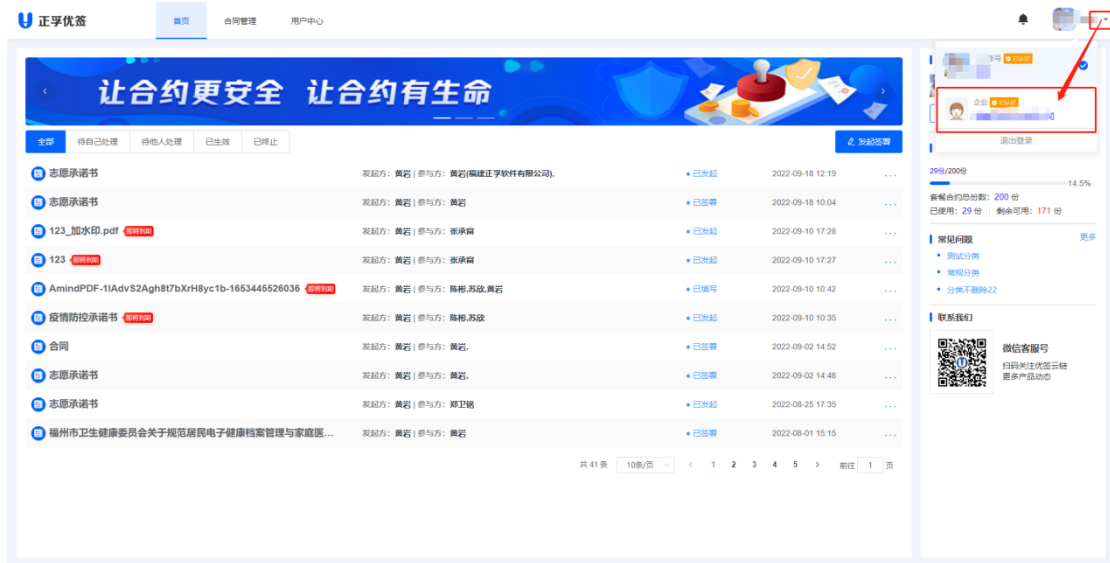 正孚优签 首页 合同管理 用户中心
让合约更安全 让合约有生命
号 已认证
企业 已认证
退出登录
全部 待自己处理 待他人处理 已生效 已终止 发起签署
志愿承诺书 发起方：黄岩 | 参与方：黄岩(福建正孚软件有限公司), 已发起 2022-09-18 12:19 ...
志愿承诺书 发起方：黄岩 | 参与方：黄岩 已签署 2022-09-18 10:04 ...
123_加水印.pdf 即将到期 发起方：黄岩 | 参与方：张承富 已发起 2022-09-10 17:28 ...
123 即将到期 发起方：黄岩 | 参与方：张承富 已发起 2022-09-10 17:27 ...
AmindPDF-1lAdvS2Agh8t7bXrH8yc1b-1653445526036 即将到期 发起方：黄岩 | 参与方：陈彬,苏欣,黄岩 已填写 2022-09-10 10:42 ...
疫情防控承诺书 即将到期 发起方：黄岩 | 参与方：陈彬,苏欣 已发起 2022-09-10 10:35 ...
合同 发起方：黄岩 | 参与方：黄岩, 已签署 2022-09-02 14:52 ...
志愿承诺书 发起方：黄岩 | 参与方：黄岩, 已签署 2022-09-02 14:48 ...
志愿承诺书 发起方：黄岩 | 参与方：郑卫铭 已发起 2022-08-25 17:35 ...
福州市卫生健康委员会关于规范居民电子健康档案管理与家庭医... 发起方：黄岩 | 参与方：黄岩 已签署 2022-08-01 15:15 ...
共 41 条 10条/页 < 1 2 3 4 5 > 前往 1 页
29份/200份
14.5%
套餐合约总份数：200 份
已使用：29 份 | 剩余可用：171 份
常见问题 更多
测试分类
常规分类
分类不删除22
联系我们
微信客服号
扫码关注优签云链
更多产品动态